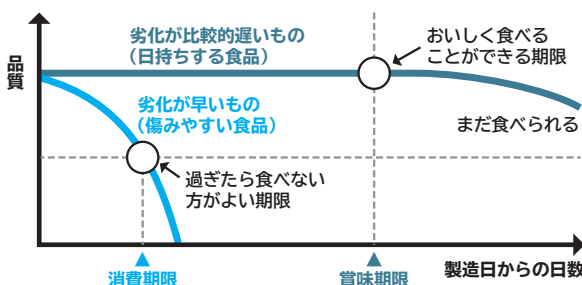 劣化が比較的遅いもの
（日持ちする食品）
おいしく食べる
ことができる期限
品質
劣化が早いもの
（傷みやすい食品）
まだ食べられる
過ぎたら食べない
方がよい期限
製造日からの日数
消費期限
賞味期限